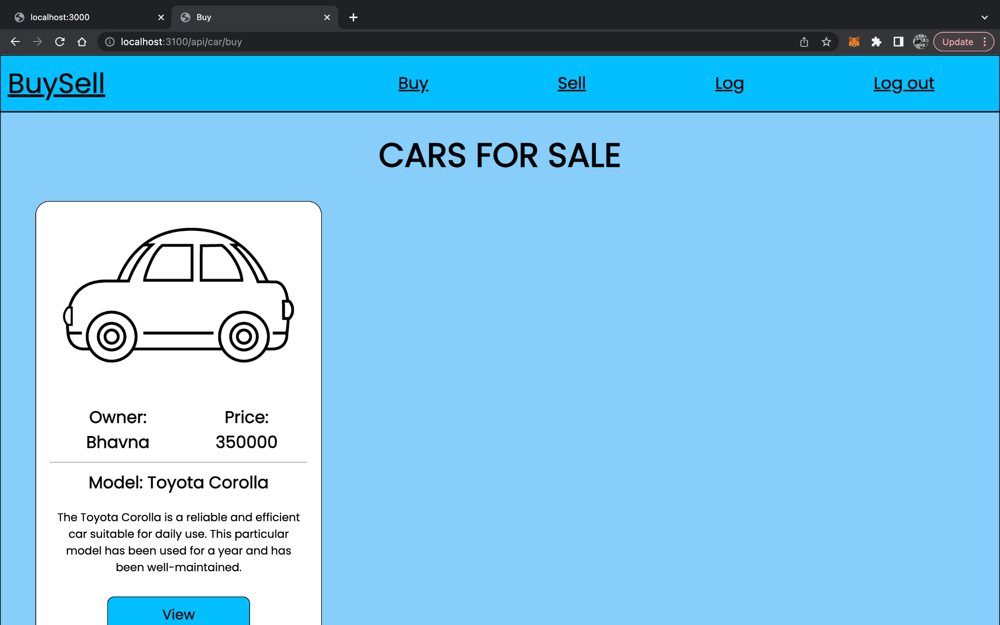 localhost:3000
Buy
localhost:3100/api/car/buy
Update
BuySell
Buy
Sell
Log
Log out
CARS FOR SALE
Owner:
Bhavna
Price:
350000
Model: Toyota Corolla
The Toyota Corolla is a reliable and efficient
car suitable for daily use. This particular
model has been used for a year and has
been well-maintained.
View